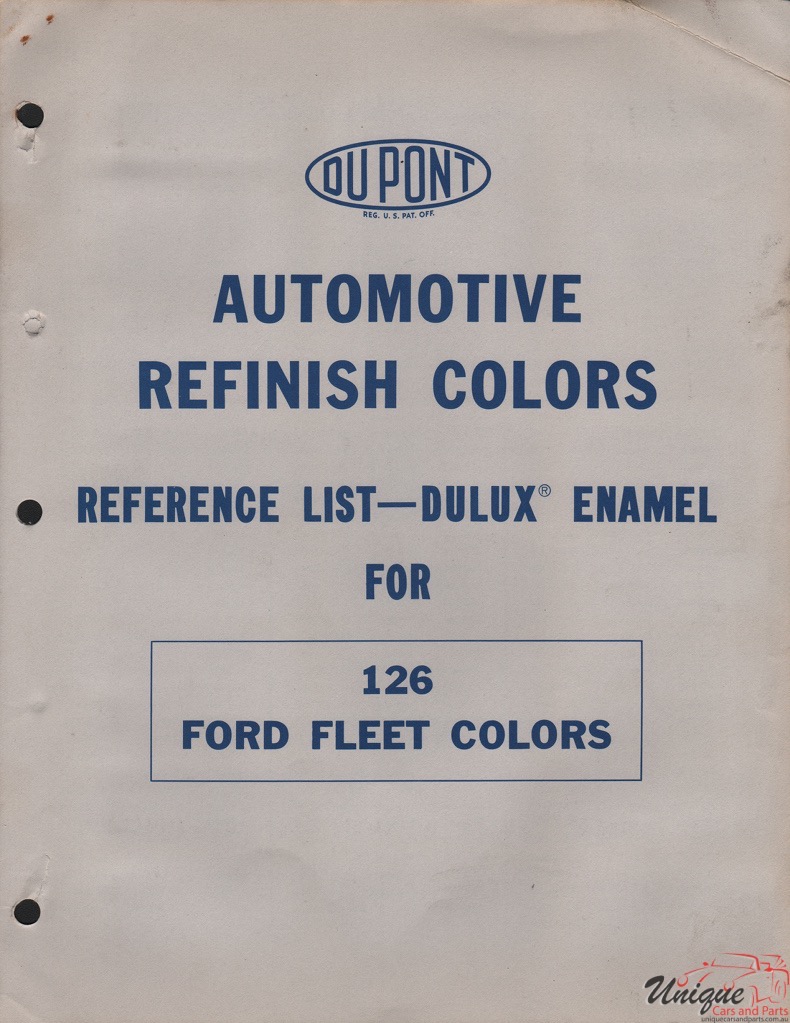 DU PONT
REG. U. S. PAT. OFF.
AUTOMOTIVE
REFINISH COLORS
REFERENCE LIST—DULUX® ENAMEL
FOR
126
FORD FLEET COLORS
Unique
Cars and Parts
uniquecarsandparts.com.au